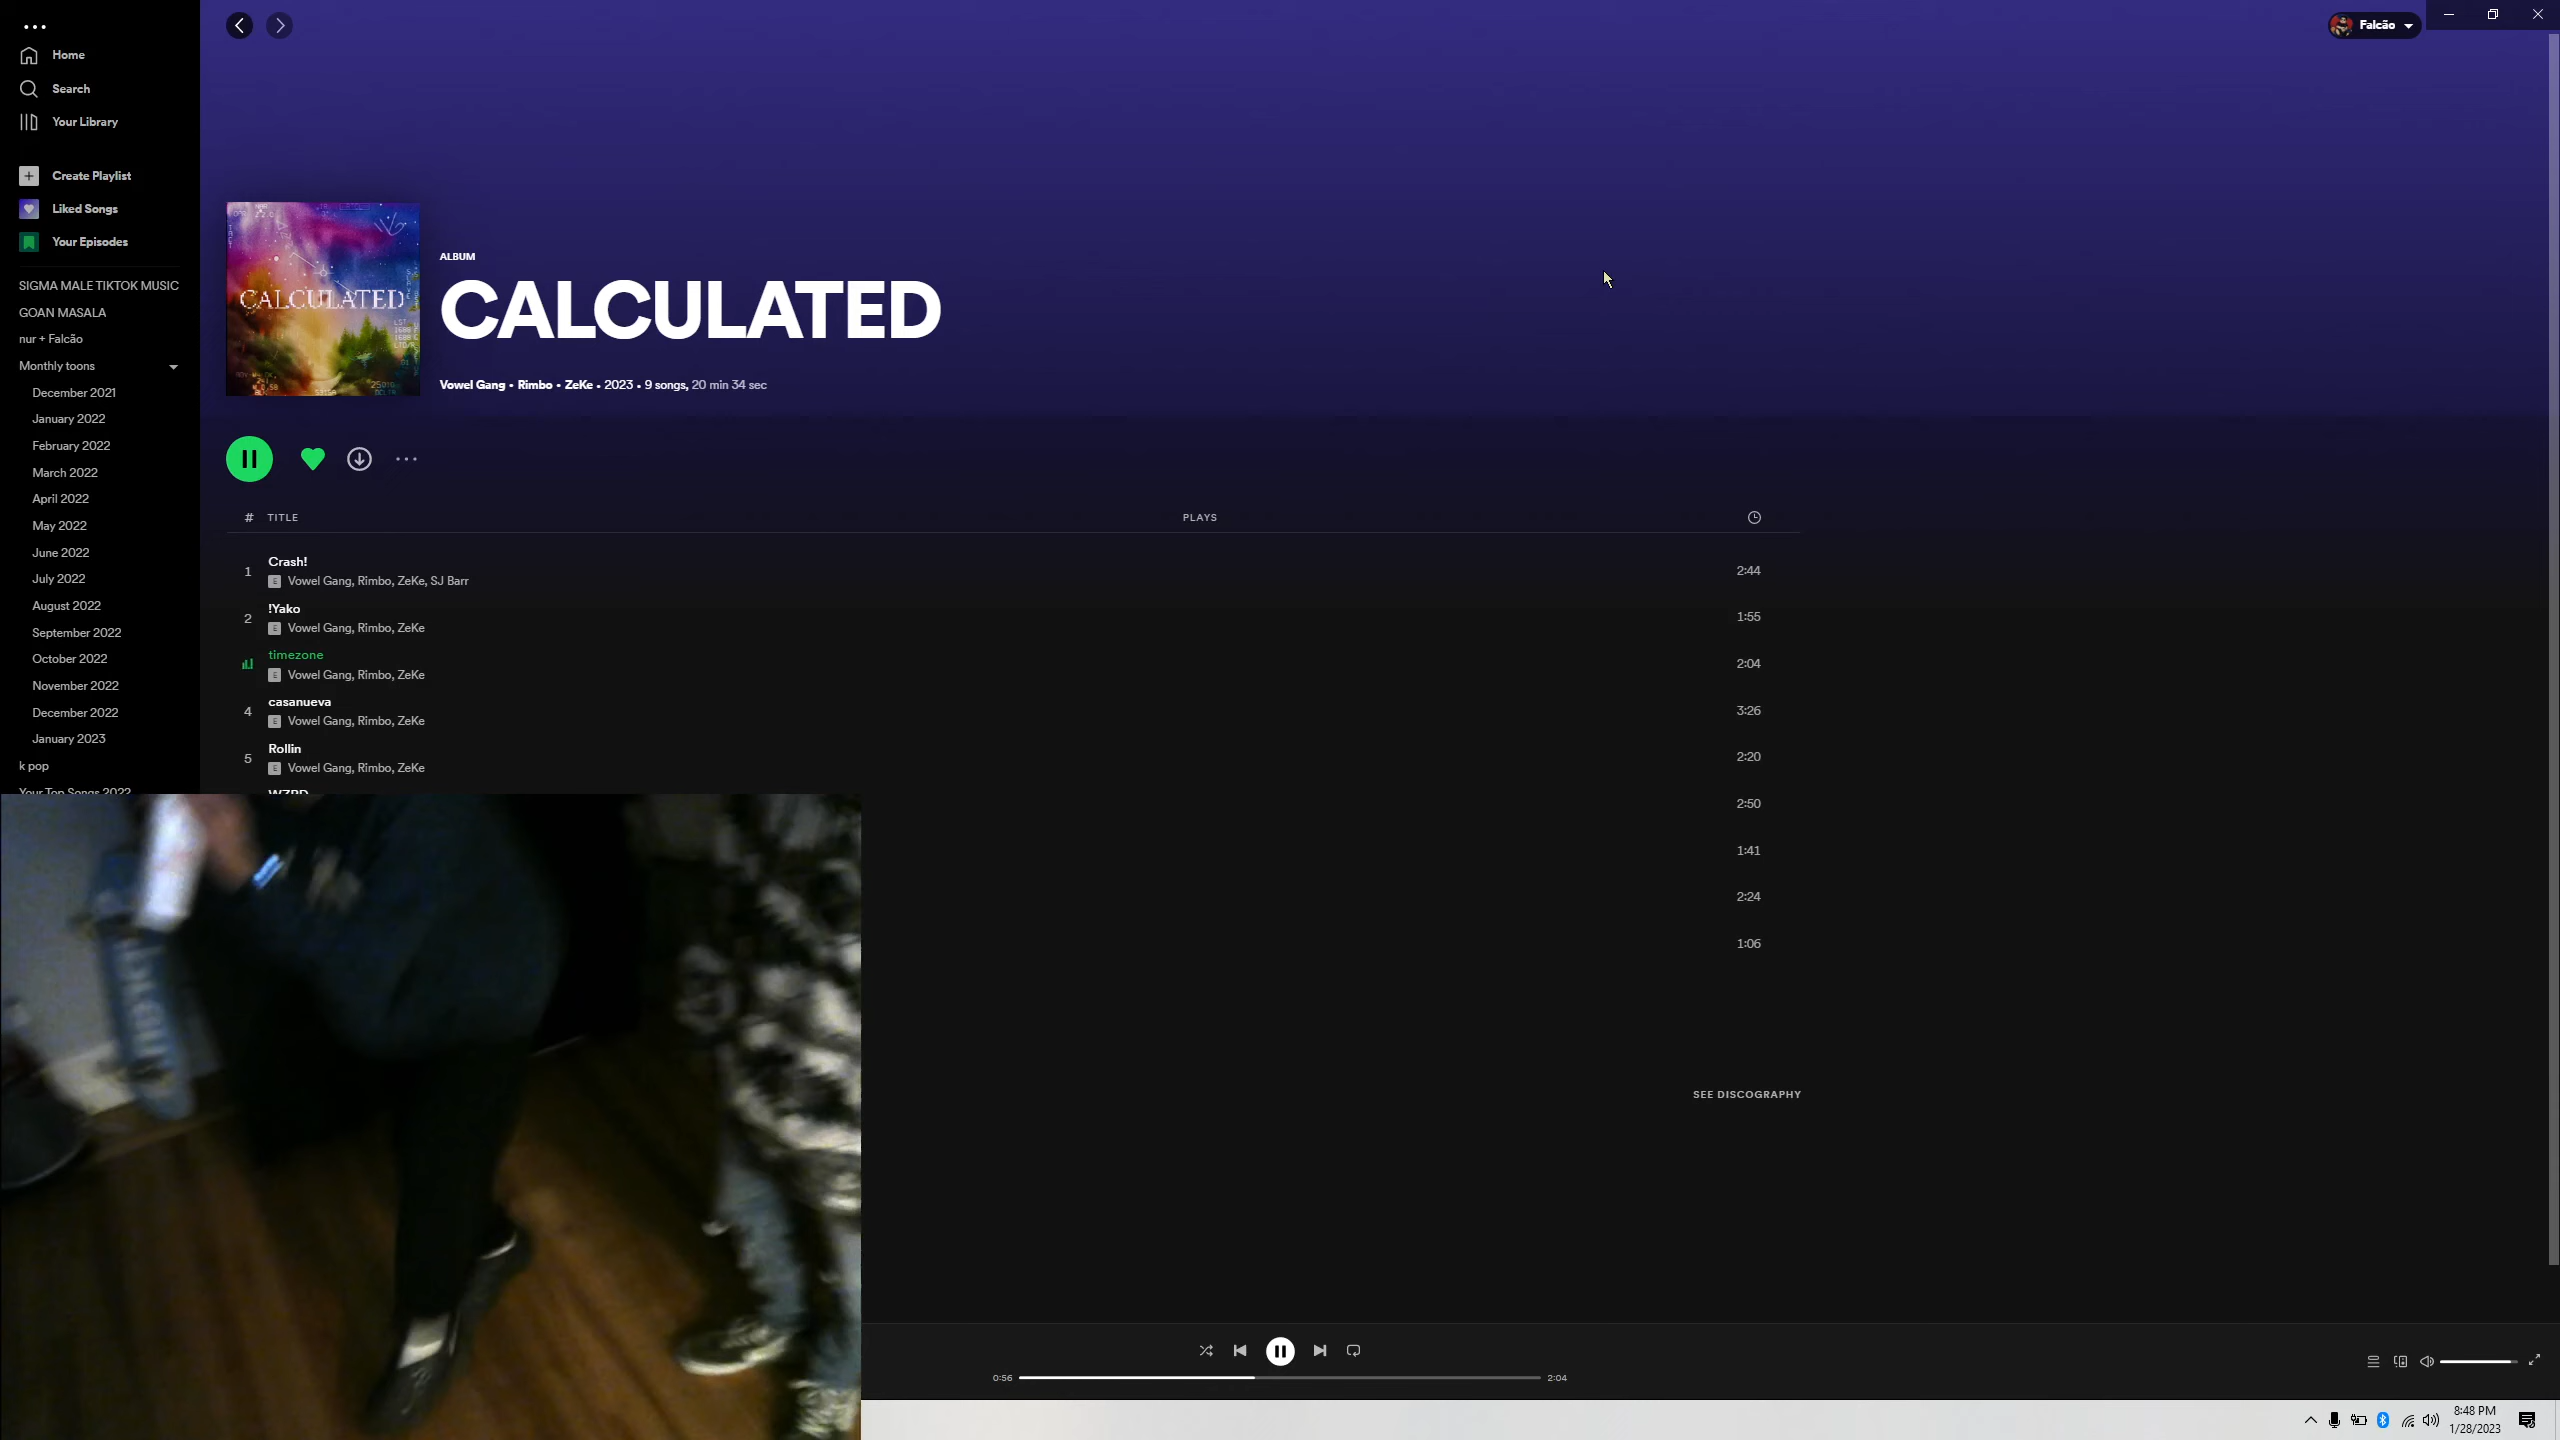 Home
Search
Your Library
Create Playlist
Liked Songs
Your Episodes
SIGMA MALE TIKTOK MUSIC
GOAN MASALA
nur + Falcão
Monthly toons
December 2021
January 2022
February 2022
March 2022
April 2022
May 2022
June 2022
July 2022
August 2022
September 2022
October 2022
November 2022
December 2022
January 2023
k pop
Your Top Songs 2022
Falcão
CALCULATED
ALBUM
CALCULATED
Vowel Gang • Rimbo • ZeKe • 2023 • 9 songs, 20 min 34 sec
# TITLE PLAYS
1 Crash! 2:44
E Vowel Gang, Rimbo, ZeKe, SJ Barr
2 !Yako 1:55
E Vowel Gang, Rimbo, ZeKe
timezone 2:04
E Vowel Gang, Rimbo, ZeKe
4 casanueva 3:26
E Vowel Gang, Rimbo, ZeKe
5 Rollin 2:20
E Vowel Gang, Rimbo, ZeKe
2:50
1:41
2:24
1:06
SEE DISCOGRAPHY
0:56 2:04
8:48 PM
1/28/2023